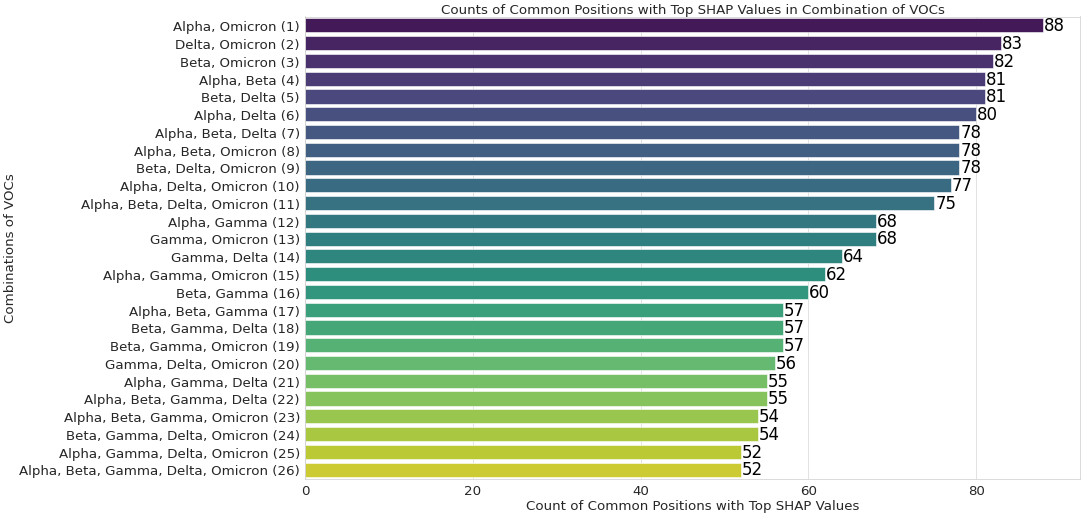 Counts of Common Positions with Top SHAP Values in Combination of VOCs
Combinations of VOCs
Alpha, Omicron (1) 88
Delta, Omicron (2) 83
Beta, Omicron (3) 82
Alpha, Beta (4) 81
Beta, Delta (5) 81
Alpha, Delta (6) 80
Alpha, Beta, Delta (7) 78
Alpha, Beta, Omicron (8) 78
Beta, Delta, Omicron (9) 78
Alpha, Delta, Omicron (10) 77
Alpha, Beta, Delta, Omicron (11) 75
Alpha, Gamma (12) 68
Gamma, Omicron (13) 68
Gamma, Delta (14) 64
Alpha, Gamma, Omicron (15) 62
Beta, Gamma (16) 60
Alpha, Beta, Gamma (17) 57
Beta, Gamma, Delta (18) 57
Beta, Gamma, Omicron (19) 57
Gamma, Delta, Omicron (20) 56
Alpha, Gamma, Delta (21) 55
Alpha, Beta, Gamma, Delta (22) 55
Alpha, Beta, Gamma, Omicron (23) 54
Beta, Gamma, Delta, Omicron (24) 54
Alpha, Gamma, Delta, Omicron (25) 52
Alpha, Beta, Gamma, Delta, Omicron (26) 52
0 20 40 60 80
Count of Common Positions with Top SHAP Values